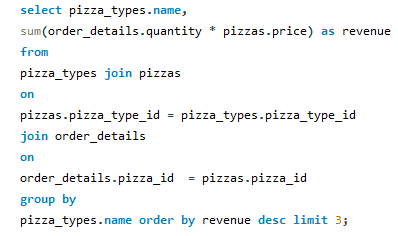 select pizza_types.name,
sum(order_details.quantity * pizzas.price) as revenue
from
pizza_types join pizzas
on
pizzas.pizza_type_id = pizza_types.pizza_type_id
join order_details
on
order_details.pizza_id  = pizzas.pizza_id
group by
pizza_types.name order by revenue desc limit 3;